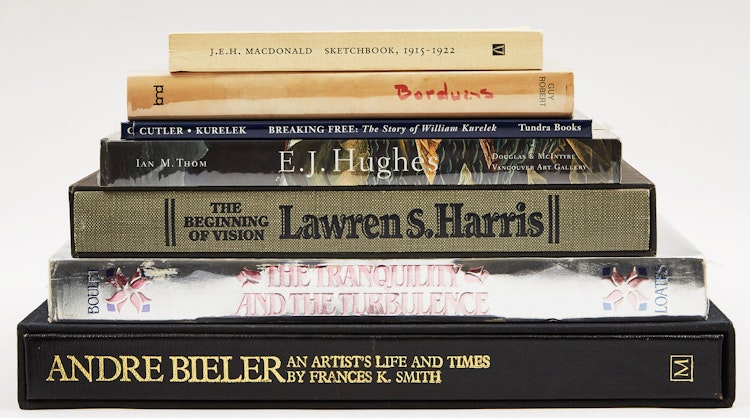 J.E.H. MACDONALD SKETCHBOOK, 1915-1922
bnd
Borduas
GUY
ROBERT
CUTLER · KURELEK BREAKING FREE: The Story of William Kurelek Tundra Books
IAN M. THOM E.J. Hughes DOUGLAS & MCINTYRE
VANCOUVER ART GALLERY
THE
BEGINNING
OF VISION
Lawren S. Harris
BOULET
THE TRANQUILITY
AND THE TURBULENCE
LOATES
ANDRE BIELER AN ARTIST'S LIFE AND TIMES
BY FRANCES K. SMITH
M